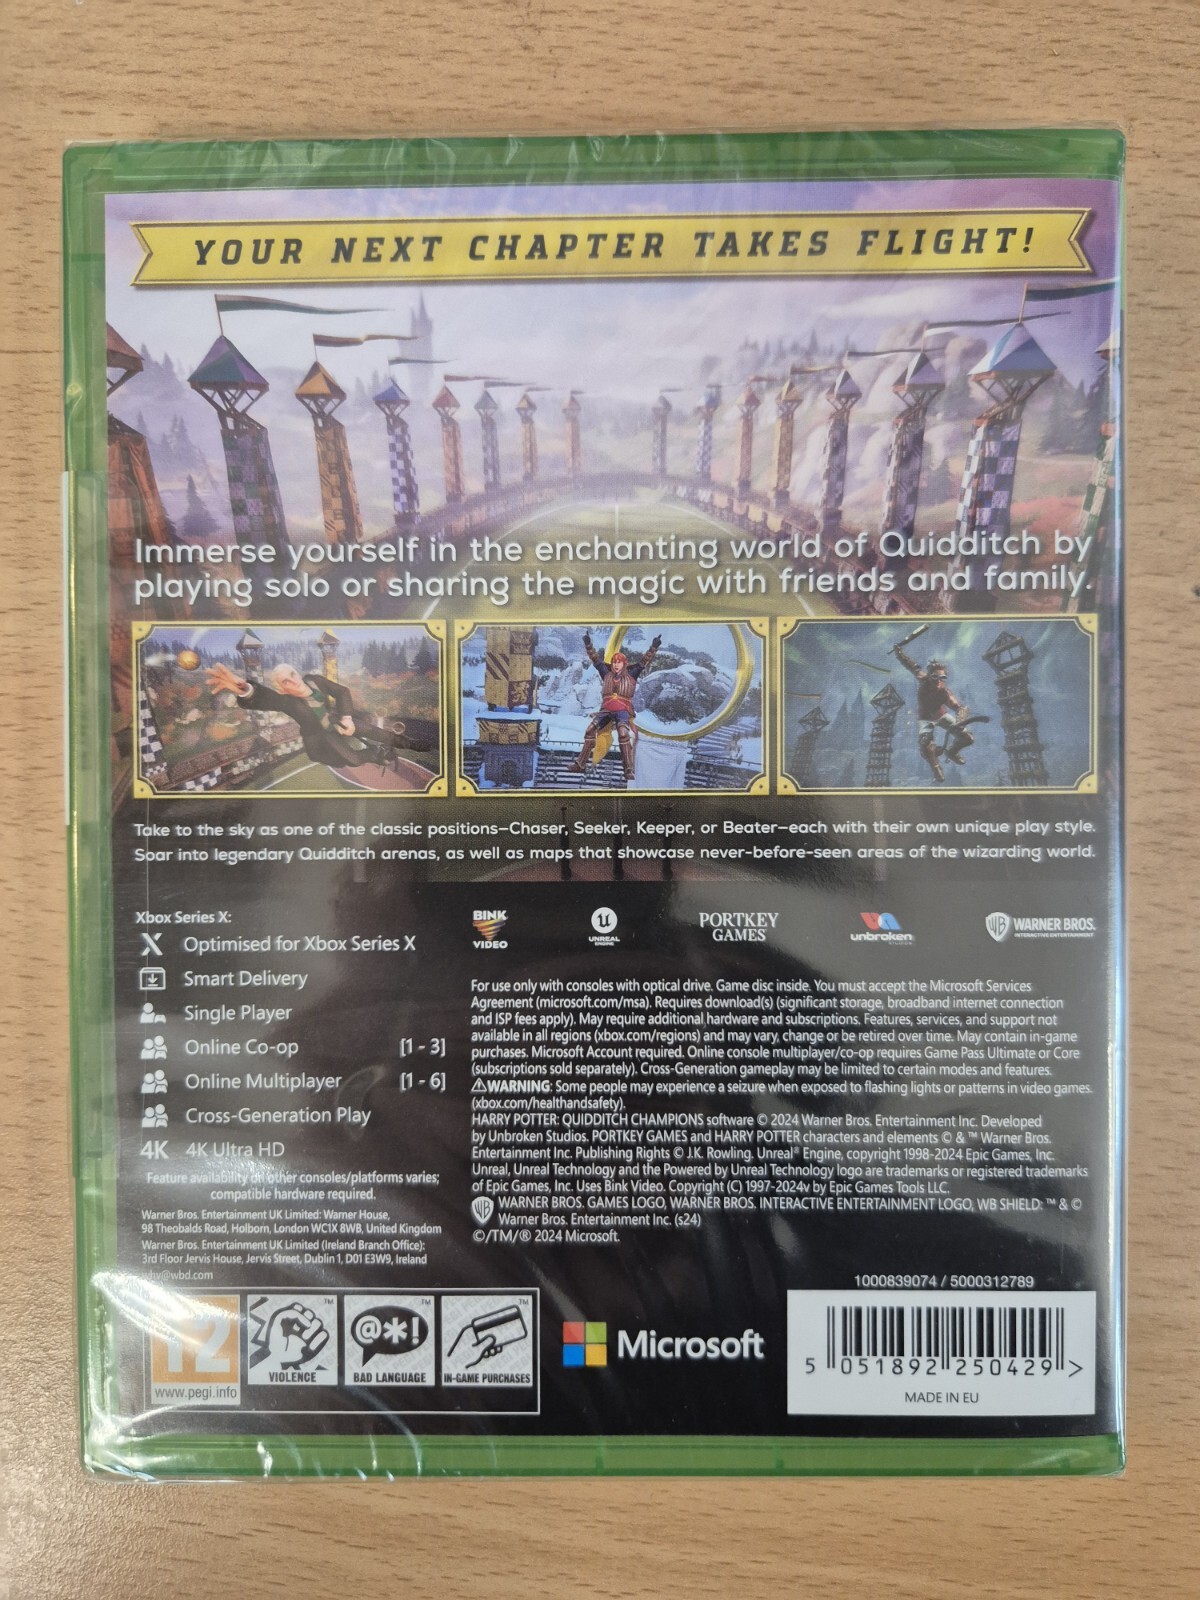 YOUR NEXT CHAPTER TAKES FLIGHT!
Immerse yourself in the enchanting world of Quidditch by
playing solo or sharing the magic with friends and family.
Take to the sky as one of the classic positions—Chaser, Seeker, Keeper, or Beater—each with their own unique play style.
Soar into legendary Quidditch arenas, as well as maps that showcase never-before-seen areas of the wizarding world.
Xbox Series X:
Optimised for Xbox Series X
Smart Delivery
Single Player
Online Co-op [1 - 3]
Online Multiplayer [1 - 6]
Cross-Generation Play
4K 4K Ultra HD
Feature availability on other consoles/platforms varies;
compatible hardware required.
Warner Bros. Entertainment UK Limited: Warner House,
98 Theobalds Road, Holborn, London WC1X 8WB, United Kingdom
Warner Bros. Entertainment UK Limited (Ireland Branch Office):
3rd Floor Jervis House, Jervis Street, Dublin 1, D01 E3W9, Ireland
BINK
VIDEO
UNREAL
ENGINE
PORTKEY
GAMES
unbroken
STUDIOS
WB WARNER BROS.
INTERACTIVE ENTERTAINMENT
For use only with consoles with optical drive. Game disc inside. You must accept the Microsoft Services
Agreement (microsoft.com/msa). Requires download(s) (significant storage, broadband internet connection
and ISP fees apply). May require additional hardware and subscriptions. Features, services, and support not
available in all regions (xbox.com/regions) and may vary, change or be retired over time. May contain in-game
purchases. Microsoft Account required. Online console multiplayer/co-op requires Game Pass Ultimate or Core
(subscriptions sold separately). Cross-Generation gameplay may be limited to certain modes and features.
⚠WARNING: Some people may experience a seizure when exposed to flashing lights or patterns in video games.
(xbox.com/healthandsafety).
HARRY POTTER: QUIDDITCH CHAMPIONS software © 2024 Warner Bros. Entertainment Inc. Developed
by Unbroken Studios. PORTKEY GAMES and HARRY POTTER characters and elements © & ™ Warner Bros.
Entertainment Inc. Publishing Rights © J.K. Rowling. Unreal® Engine, copyright 1998-2024 Epic Games, Inc.
Unreal, Unreal Technology and the Powered by Unreal Technology logo are trademarks or registered trademarks
of Epic Games, Inc. Uses Bink Video. Copyright (C) 1997-2024v by Epic Games Tools LLC.
WB WARNER BROS. GAMES LOGO, WARNER BROS. INTERACTIVE ENTERTAINMENT LOGO, WB SHIELD: ™ & ©
Warner Bros. Entertainment Inc. (s24)
©/TM/® 2024 Microsoft.
12
www.pegi.info
VIOLENCE
@*!
BAD LANGUAGE
IN-GAME PURCHASES
Microsoft
1000839074 / 5000312789
5 051892 250429 >
MADE IN EU